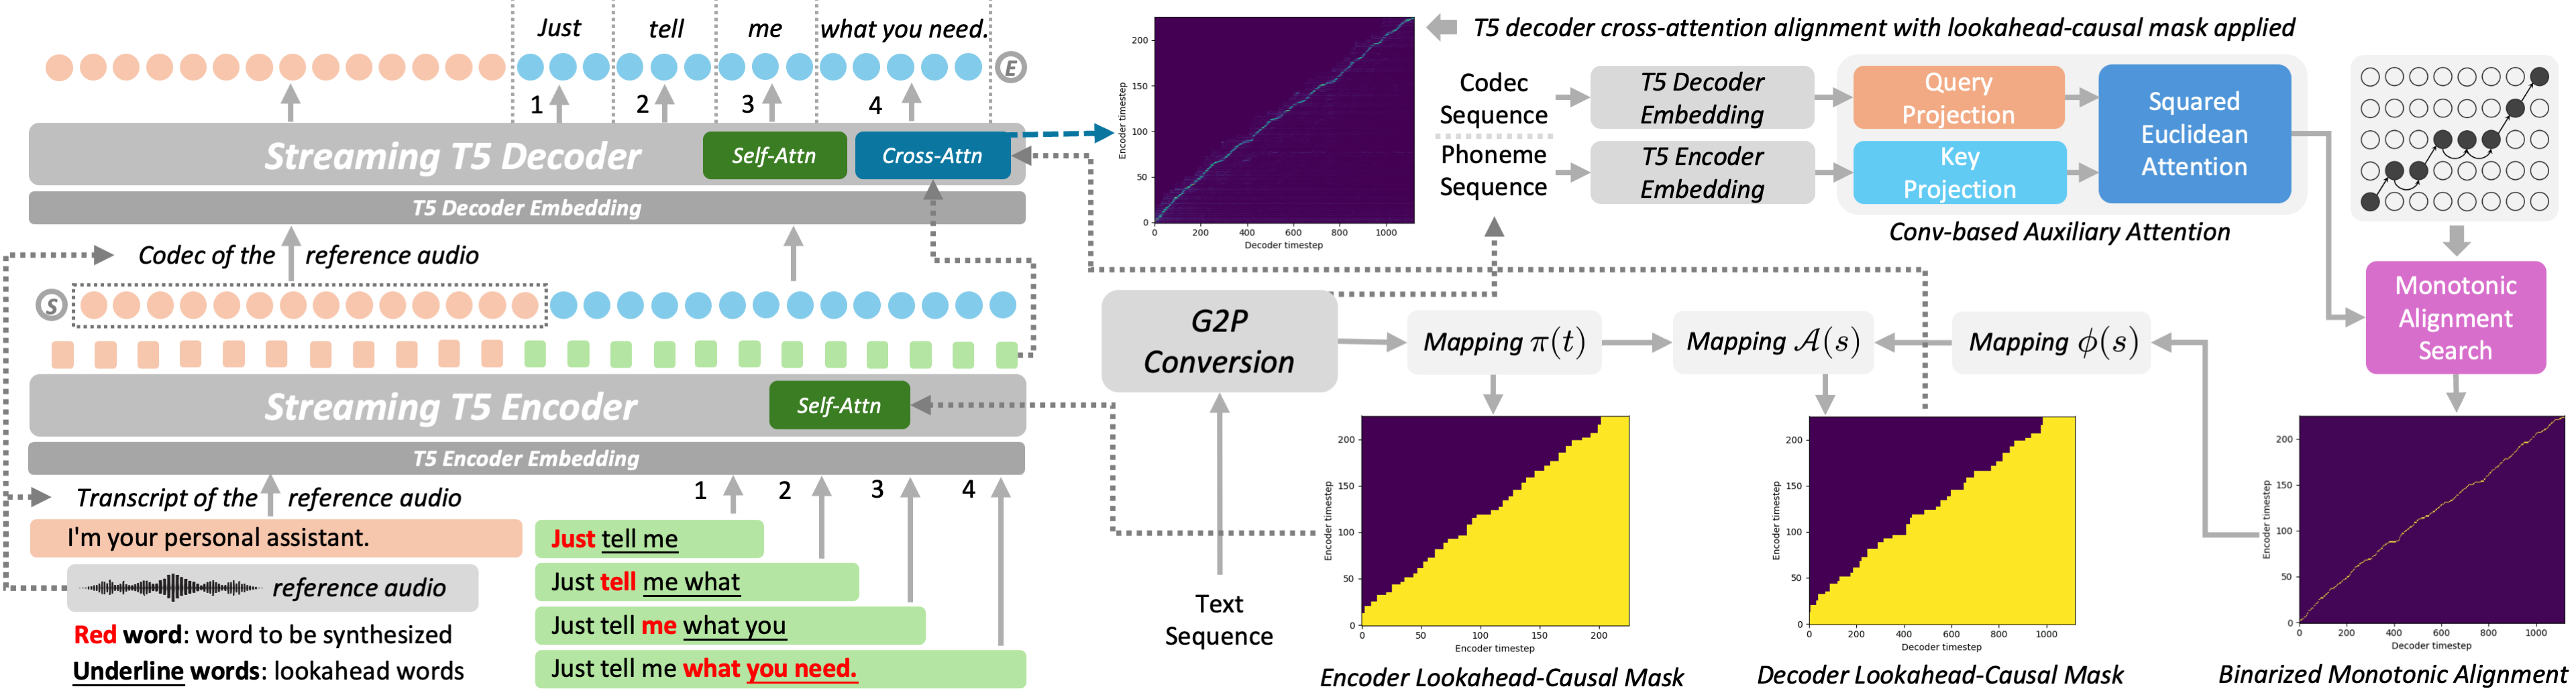 Just tell me what you need.
E
1 2 3 4
Streaming T5 Decoder
Self-Attn
Cross-Attn
T5 Decoder Embedding
Codec of the reference audio
S
Streaming T5 Encoder
Self-Attn
T5 Encoder Embedding
Transcript of the reference audio
1 2 3 4
I'm your personal assistant.
reference audio
Red word: word to be synthesized
Underline words: lookahead words
Just tell me
Just tell me what
Just tell me what you
Just tell me what you need.
T5 decoder cross-attention alignment with lookahead-causal mask applied
Encoder timestep
0 50 100 150 200
0 200 400 600 800 1000
Decoder timestep
Codec
Sequence
Phoneme
Sequence
T5 Decoder
Embedding
T5 Encoder
Embedding
Query
Projection
Key
Projection
Squared
Euclidean
Attention
Conv-based Auxiliary Attention
Monotonic
Alignment
Search
G2P
Conversion
Mapping π(t)
Mapping 𝒜(s)
Mapping ϕ(s)
Text
Sequence
Encoder timestep
0 50 100 150 200
0 50 100 150 200
Encoder timestep
Encoder Lookahead-Causal Mask
Encoder timestep
0 50 100 150 200
0 200 400 600 800 1000
Decoder timestep
Decoder Lookahead-Causal Mask
Encoder timestep
0 50 100 150 200
0 200 400 600 800 1000
Decoder timestep
Binarized Monotonic Alignment